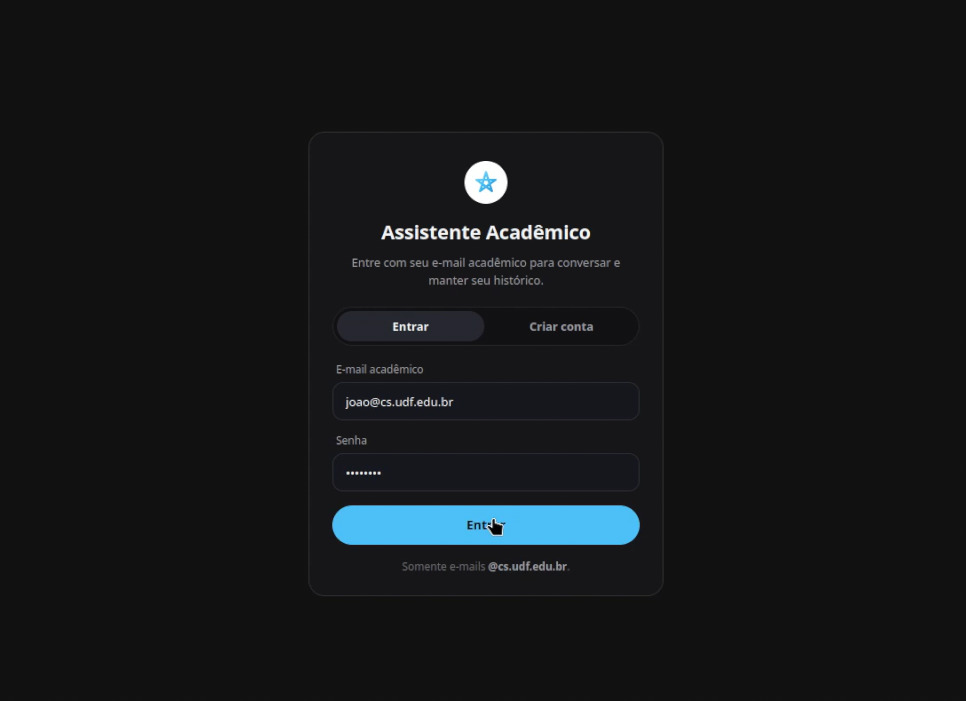 Assistente Acadêmico
Entre com seu e-mail acadêmico para conversar e
manter seu histórico.
Entrar Criar conta
E-mail acadêmico
joao@cs.udf.edu.br
Senha
••••••••
Entrar
Somente e-mails @cs.udf.edu.br.